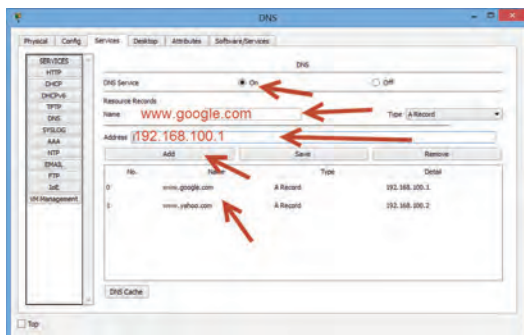 DNS
Physical Config Services Desktop Attributes Software/Services
SERVICES
HTTP
DHCP
DHCPv6
TFTP
DNS
SYSLOG
AAA
NTP
EMAIL
FTP
IoE
VM Management
DNS
DNS Service On Off
Resource Records
Name www.google.com Type A Record
Address 192.168.100.1
Add Save Remove
No. Name Type Detail
0 www.google.com A Record 192.168.100.1
1 www.yahoo.com A Record 192.168.100.2
DNS Cache
Top